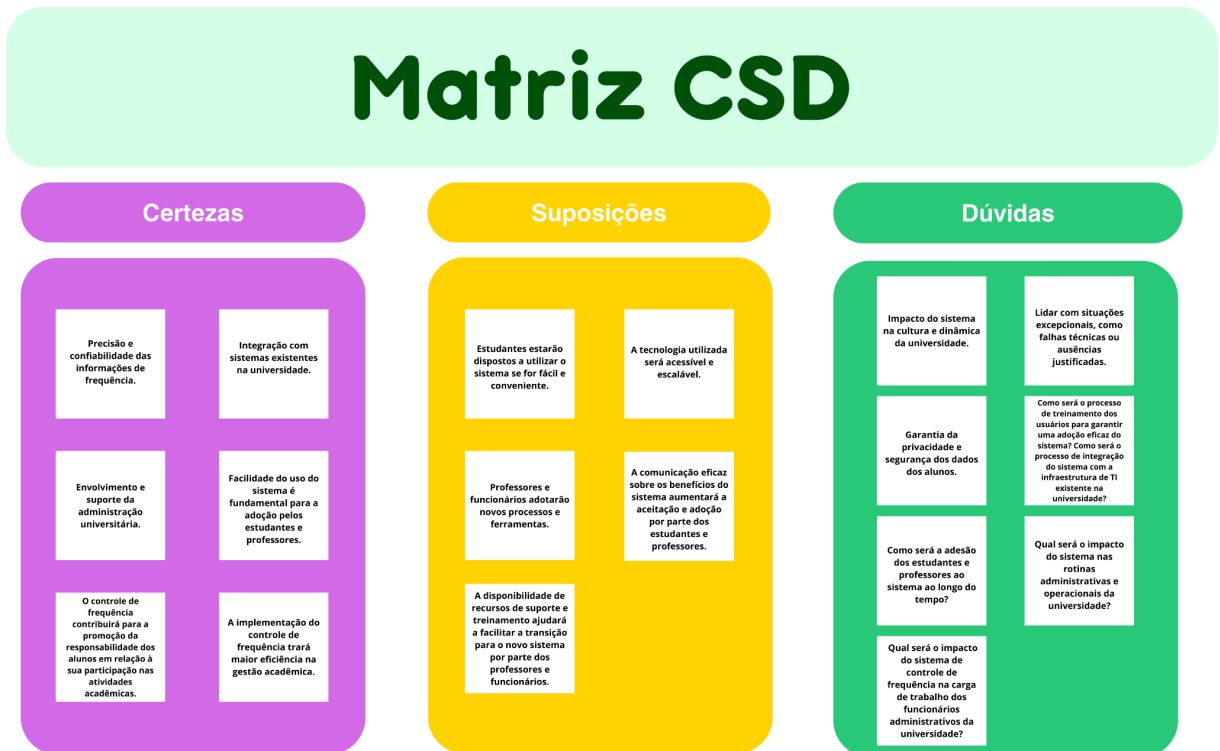 Matriz CSD
Certezas
Precisão e
confiabilidade das
informações de
frequência.
Integração com
sistemas existentes
na universidade.
Envolvimento e
suporte da
administração
universitária.
Facilidade do uso do
sistema é
fundamental para a
adoção pelos
estudantes e
professores.
O controle de
frequência
contribuirá para a
promoção da
responsabilidade dos
alunos em relação à
sua participação nas
atividades
acadêmicas.
A implementação do
controle de
frequência trará
maior eficiência na
gestão acadêmica.
Suposições
Estudantes estarão
dispostos a utilizar o
sistema se for fácil e
conveniente.
A tecnologia utilizada
será acessível e
escalável.
Professores e
funcionários adotarão
novos processos e
ferramentas.
A comunicação eficaz
sobre os benefícios do
sistema aumentará a
aceitação e adoção
por parte dos
estudantes e
professores.
A disponibilidade de
recursos de suporte e
treinamento ajudará
a facilitar a transição
para o novo sistema
por parte dos
professores e
funcionários.
Dúvidas
Impacto do sistema
na cultura e dinâmica
da universidade.
Lidar com situações
excepcionais, como
falhas técnicas ou
ausências
justificadas.
Garantia da
privacidade e
segurança dos dados
dos alunos.
Como será o processo
de treinamento dos
usuários para garantir
uma adoção eficaz do
sistema? Como será o
processo de integração
do sistema com a
infraestrutura de TI
existente na
universidade?
Como será a adesão
dos estudantes e
professores ao
sistema ao longo do
tempo?
Qual será o impacto
do sistema nas
rotinas
administrativas e
operacionais da
universidade?
Qual será o impacto
do sistema de
controle de
frequência na carga
de trabalho dos
funcionários
administrativos da
universidade?